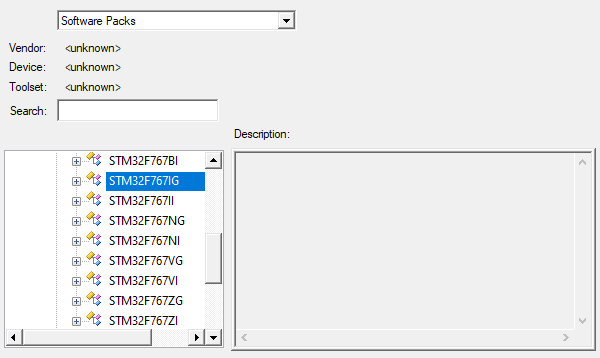 Software Packs
Vendor: <unknown>
Device: <unknown>
Toolset: <unknown>
Search:
Description:
STM32F767BI
STM32F767IG
STM32F767II
STM32F767NG
STM32F767NI
STM32F767VG
STM32F767VI
STM32F767ZG
STM32F767ZI